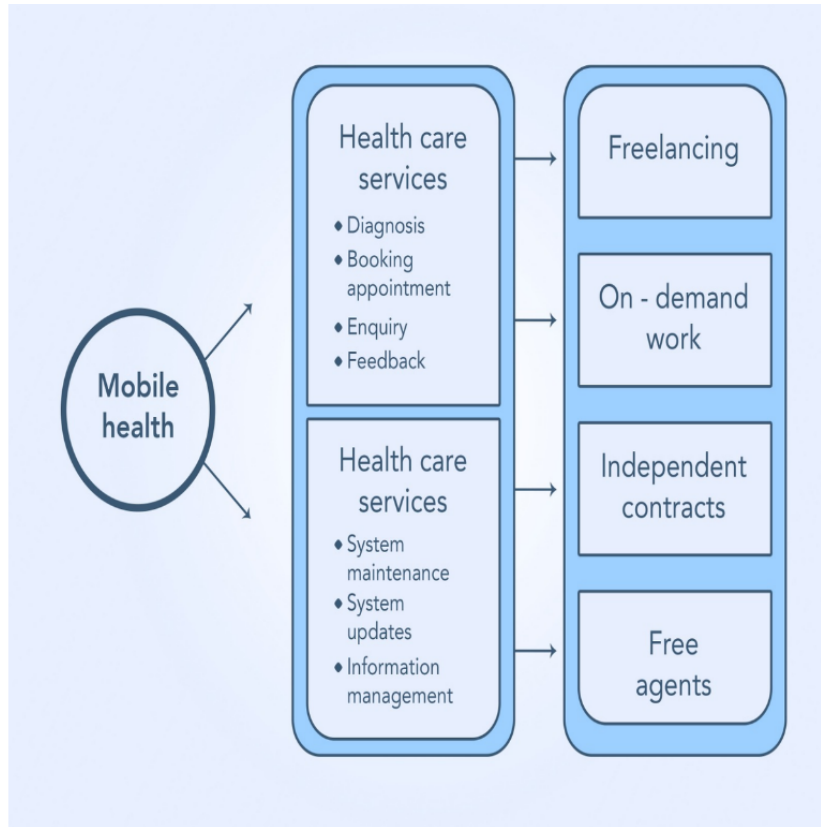 Mobile
health
Health care
services
• Diagnosis
• Booking
appointment
• Enquiry
• Feedback
Health care
services
• System
maintenance
• System
updates
• Information
management
Freelancing
On - demand
work
Independent
contracts
Free
agents